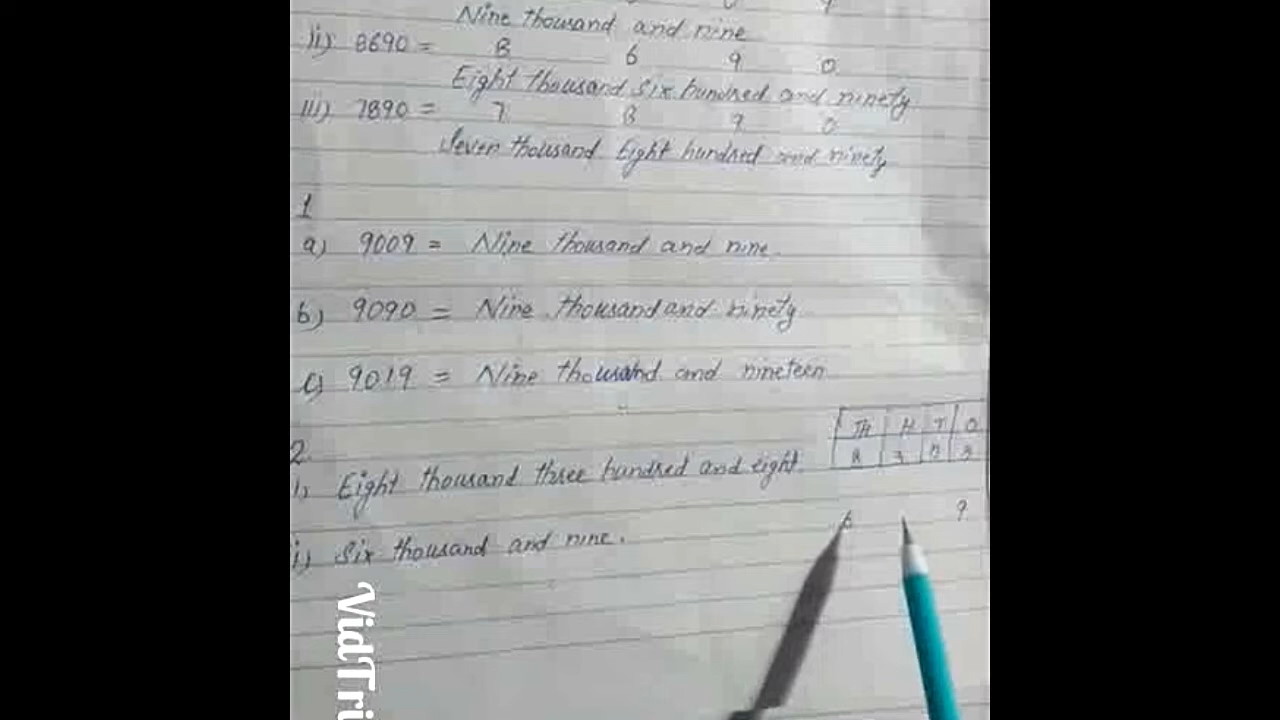 Nine thousand and nine
ii) 8690 = 8 6 9 0
Eight thousand six hundred and ninety
iii) 7890 = 7 8 9 0
Seven thousand Eight hundred and ninety
1
a) 9009 = Nine thousand and nine.
b) 9090 = Nine thousand and ninety
c) 9019 = Nine thousand and nineteen
TH H T O
2.
8 3 0
i) Eight thousand three hundred and eight.
6 9
i) Six thousand and nine.
VidTri